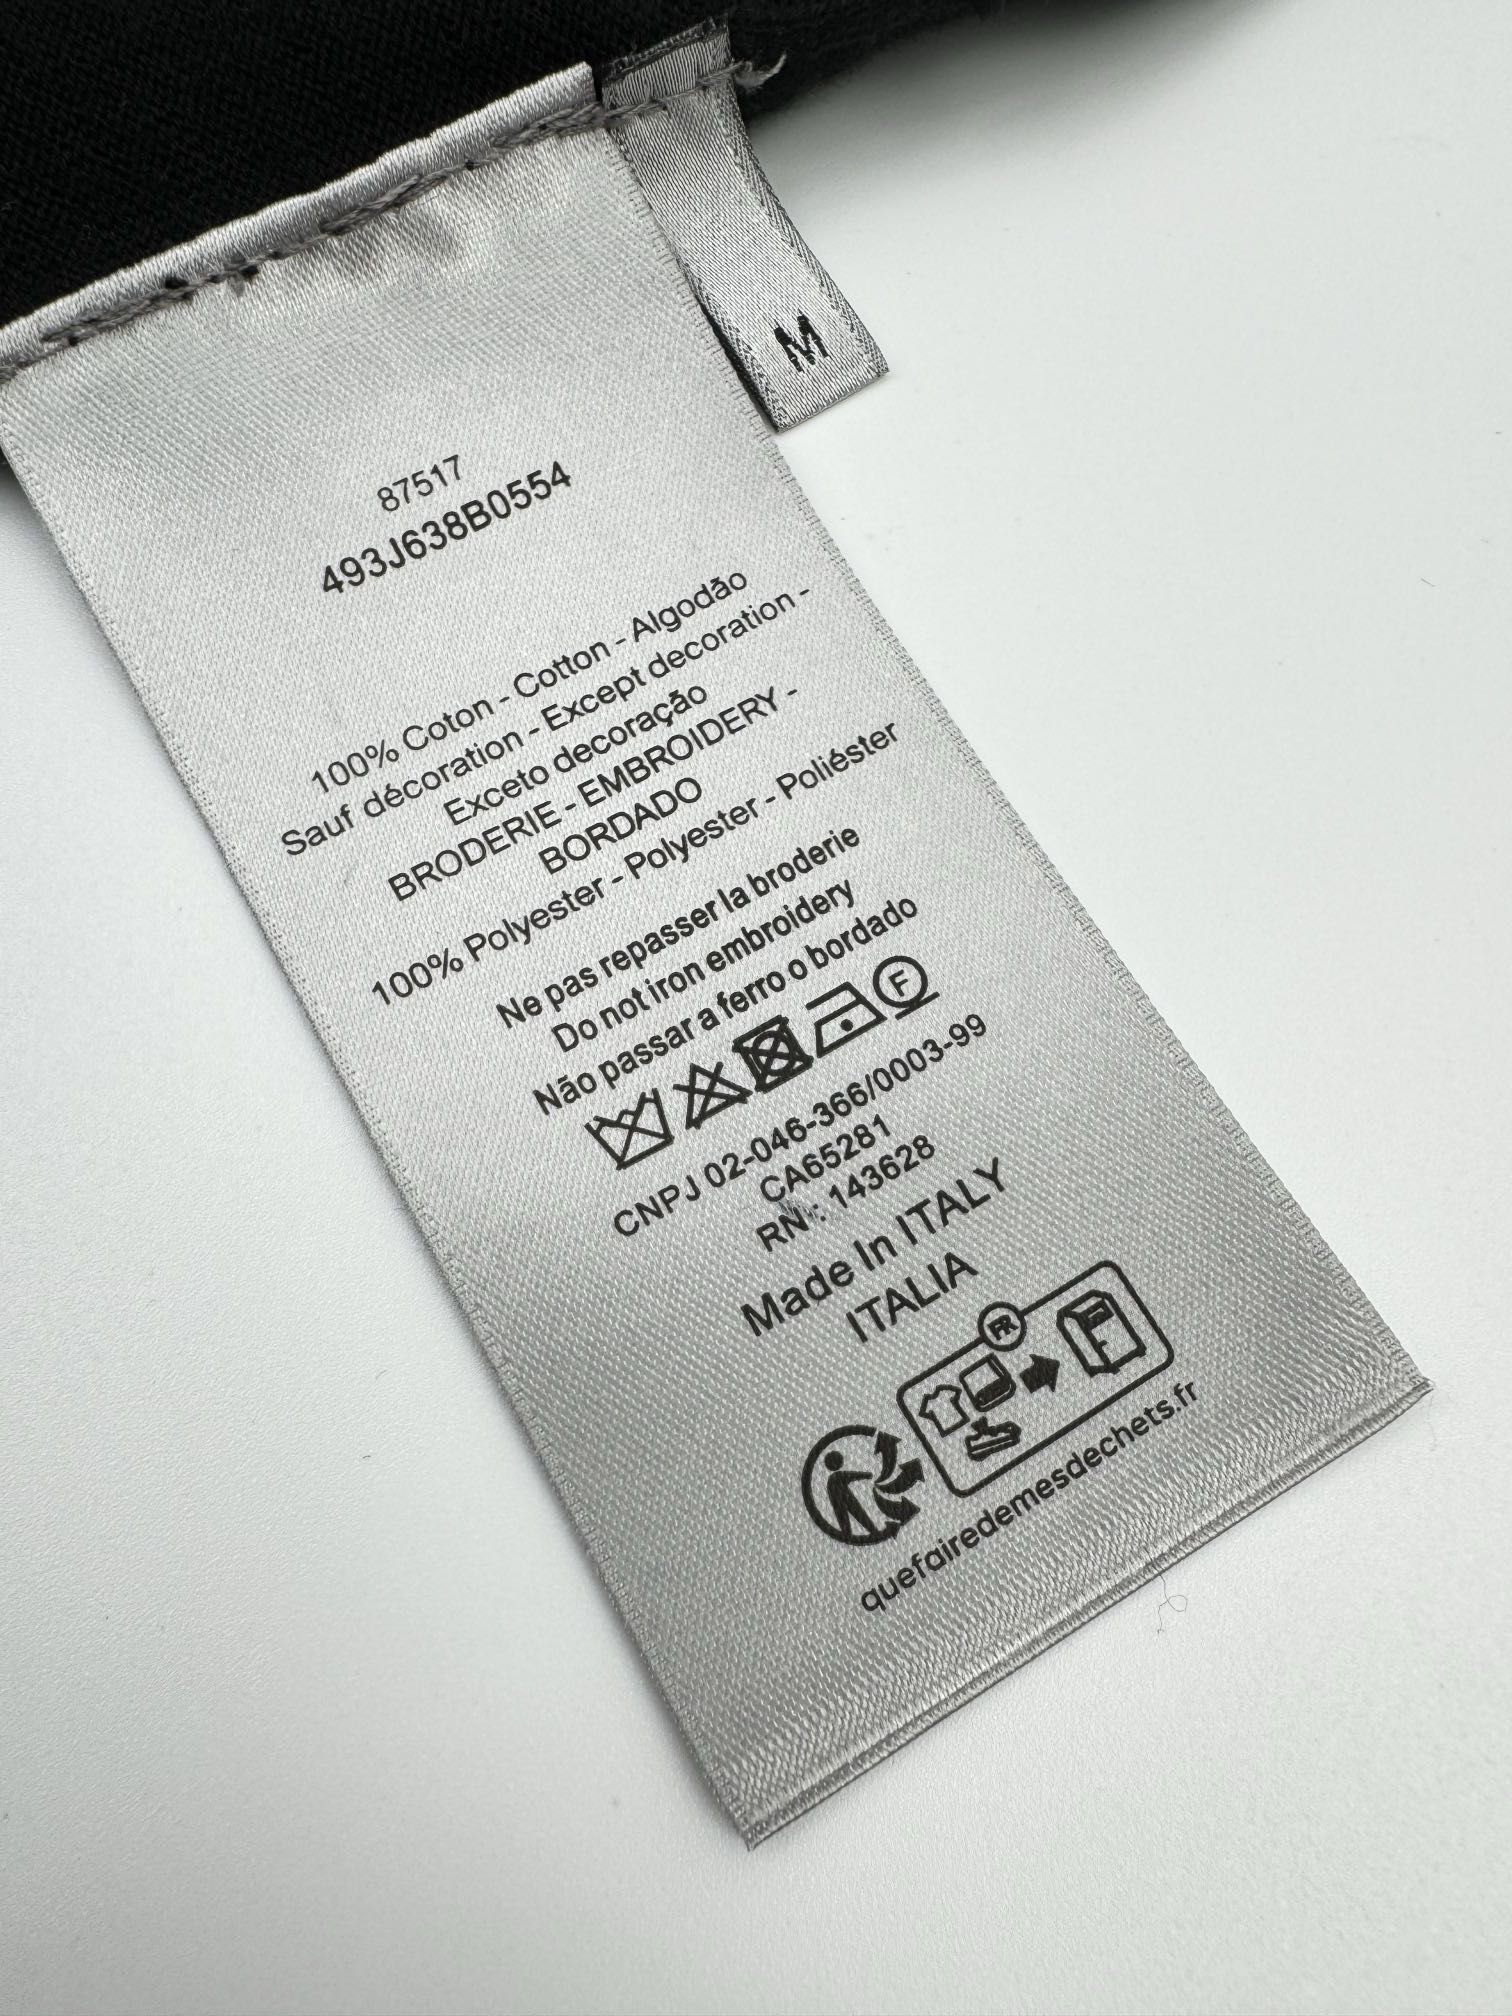 M
87517
493J638B0554
100% Coton - Cotton - Algodão
Sauf décoration - Except decoration -
Exceto decoração
BRODERIE - EMBROIDERY -
BORDADO
100% Polyester - Polyester - Poliéster
Ne pas repasser la broderie
Do not iron embroidery
Não passar a ferro o bordado
F
CNPJ 02-046-366/0003-99
CA65281
RN : 143628
Made In ITALY
ITALIA
FR
quefairedemesdechets.fr